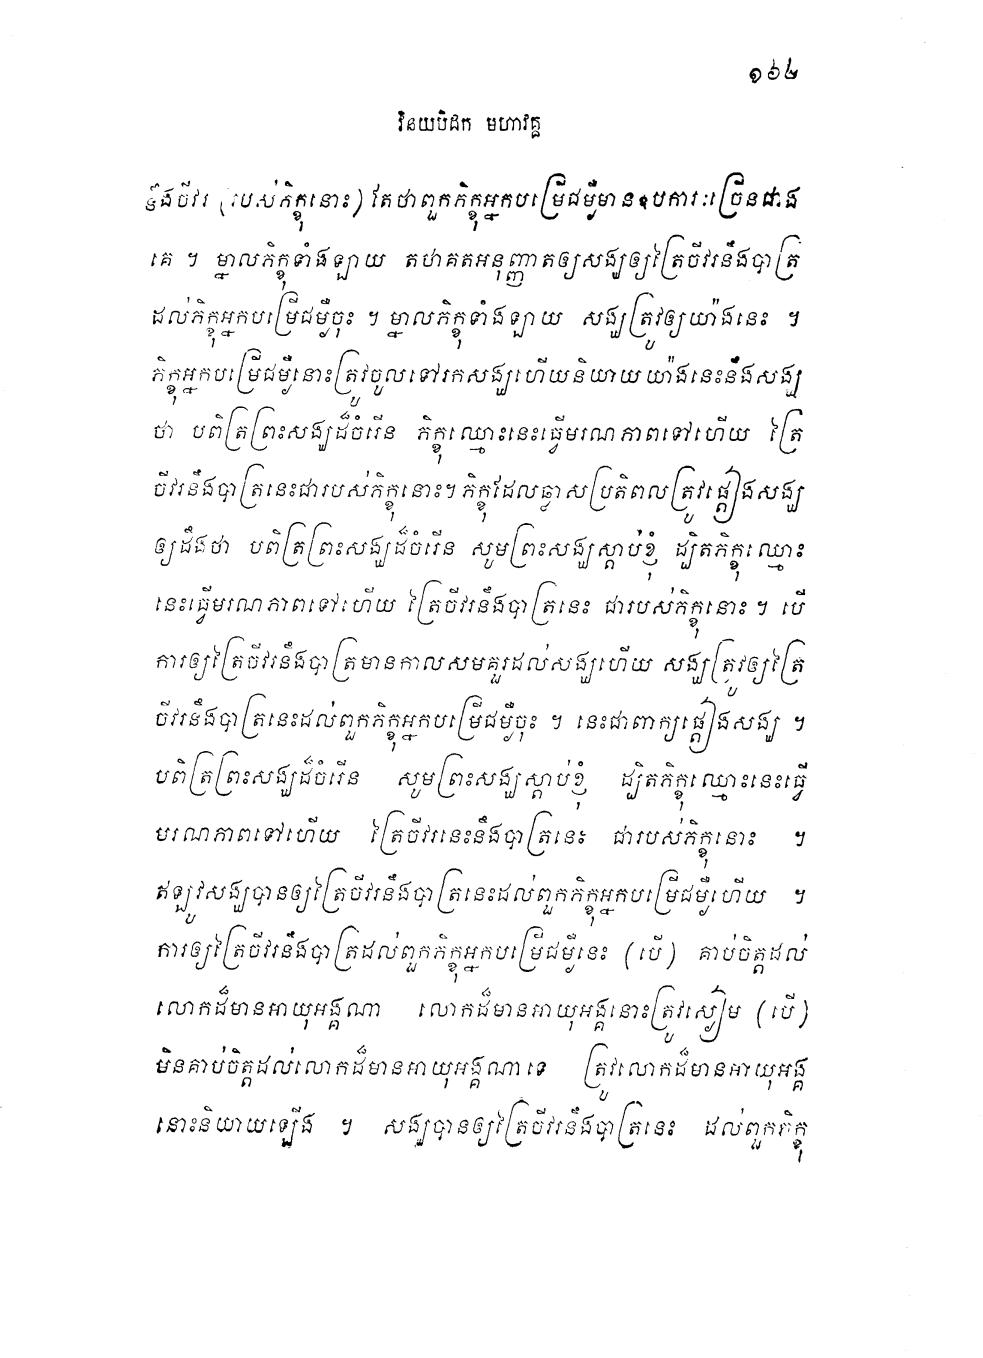 ១៦៤
វិនយបិដក មហាវគ្គ
នឹងចីវរ (របស់ភិក្ខុនោះ) តែថាពួកភិក្ខុអ្នកបម្រើជម្ងឺមានឧបការៈច្រើនជាង
គេ ។ ម្នាលភិក្ខុទាំងឡាយ តថាគតអនុញ្ញាតឲ្យសង្ឃឲ្យត្រៃចីវរនឹងបាត្រ
ដល់ភិក្ខុអ្នកបម្រើជម្ងឺចុះ ។ ម្នាលភិក្ខុទាំងឡាយ សង្ឃត្រូវឲ្យយ៉ាងនេះ ។
ភិក្ខុអ្នកបម្រើជម្ងឺនោះត្រូវចូលទៅរកសង្ឃហើយនិយាយយ៉ាងនេះនឹងសង្ឃ
ថា បពិត្រព្រះសង្ឃដ៏ចំរើន ភិក្ខុឈ្មោះនេះធ្វើមរណភាពទៅហើយ ត្រៃ
ចីវរនឹងបាត្រនេះជារបស់ភិក្ខុនោះ។ ភិក្ខុដែលឆ្លាសប្រតិពលត្រូវផ្តៀងសង្ឃ
ឲ្យដឹងថា បពិត្រព្រះសង្ឃដ៏ចំរើន សូមព្រះសង្ឃស្តាប់ខ្ញុំ ដ្បិតភិក្ខុឈ្មោះ
នេះធ្វើមរណភាពទៅហើយ ត្រៃចីវរនឹងបាត្រនេះ ជារបស់ភិក្ខុនោះ ។ បើ
ការឲ្យត្រៃចីវរនឹងបាត្រមានកាលសមគួរដល់សង្ឃហើយ សង្ឃត្រូវឲ្យត្រៃ
ចីវរនឹងបាត្រនេះដល់ពួកភិក្ខុអ្នកបម្រើជម្ងឺចុះ ។ នេះជាពាក្យផ្តៀងសង្ឃ ។
បពិត្រព្រះសង្ឃដ៏ចំរើន សូមព្រះសង្ឃស្តាប់ខ្ញុំ ដ្បិតភិក្ខុឈ្មោះនេះធ្វើ
មរណភាពទៅហើយ ត្រៃចីវរនេះនឹងបាត្រនេះ ជារបស់ភិក្ខុនោះ ។
ឥឡូវសង្ឃបានឲ្យត្រៃចីវរនឹងបាត្រនេះដល់ពួកភិក្ខុអ្នកបម្រើជម្ងឺហើយ ។
ការឲ្យត្រៃចីវរនឹងបាត្រដល់ពួកភិក្ខុអ្នកបម្រើជម្ងឺនេះ (បើ) គាប់ចិត្តដល់
លោកដ៏មានអាយុអង្គណា លោកដ៏មានអាយុអង្គនោះត្រូវស្ងៀម (បើ)
មិនគាប់ចិត្តដល់លោកដ៏មានអាយុអង្គណាទេ ត្រូវលោកដ៏មានអាយុអង្គ
នោះនិយាយឡើង ។ សង្ឃបានឲ្យត្រៃចីវរនឹងបាត្រនេះ ដល់ពួកភិក្ខុ